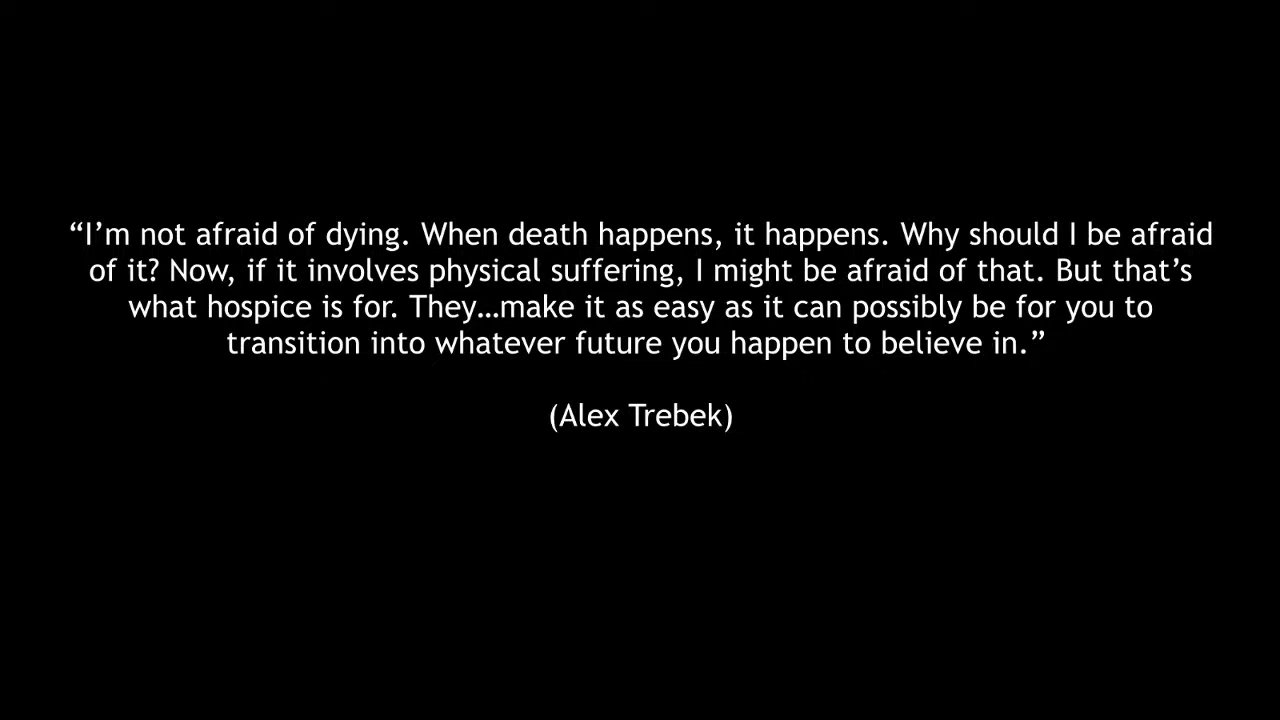 “I’m not afraid of dying. When death happens, it happens. Why should I be afraid
of it? Now, if it involves physical suffering, I might be afraid of that. But that’s
what hospice is for. They…make it as easy as it can possibly be for you to
transition into whatever future you happen to believe in.”
(Alex Trebek)